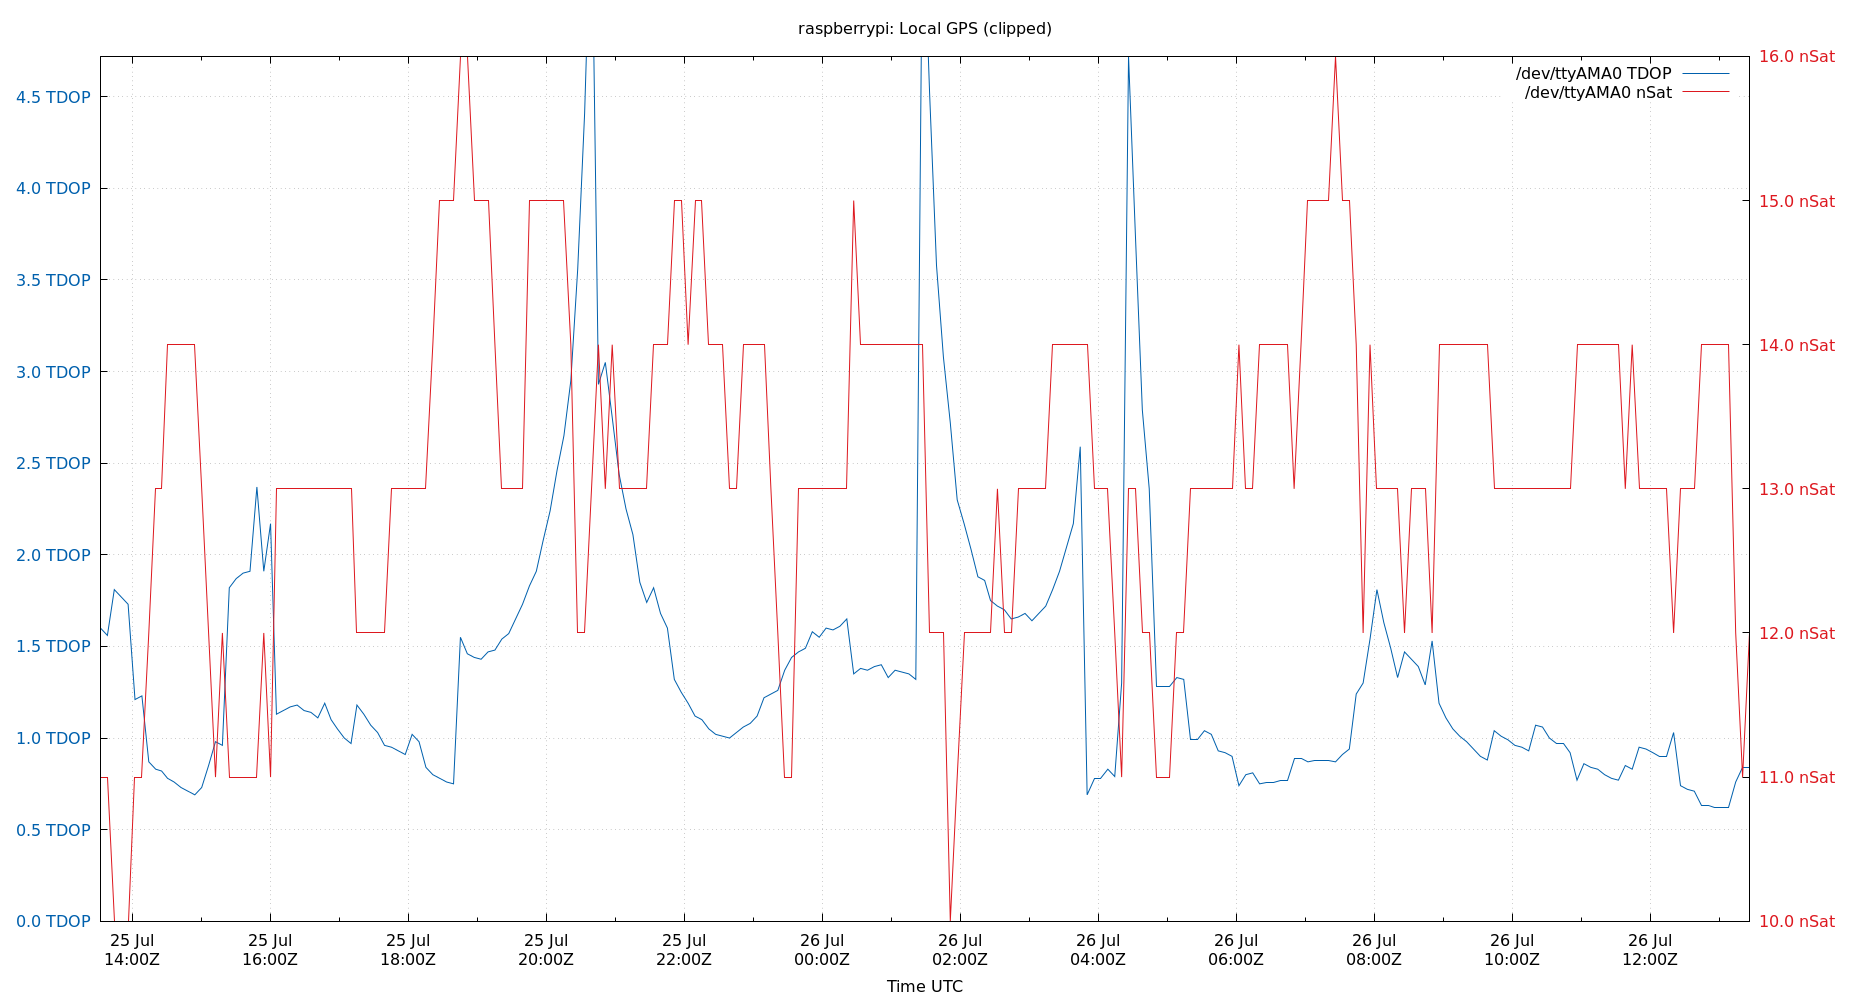 raspberrypi: Local GPS (clipped)
/dev/ttyAMA0 TDOP
/dev/ttyAMA0 nSat
4.5 TDOP
4.0 TDOP
3.5 TDOP
3.0 TDOP
2.5 TDOP
2.0 TDOP
1.5 TDOP
1.0 TDOP
0.5 TDOP
0.0 TDOP
16.0 nSat
15.0 nSat
14.0 nSat
13.0 nSat
12.0 nSat
11.0 nSat
10.0 nSat
25 Jul
14:00Z
25 Jul
16:00Z
25 Jul
18:00Z
25 Jul
20:00Z
25 Jul
22:00Z
26 Jul
00:00Z
26 Jul
02:00Z
26 Jul
04:00Z
26 Jul
06:00Z
26 Jul
08:00Z
26 Jul
10:00Z
26 Jul
12:00Z
Time UTC